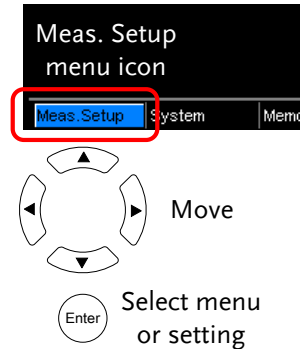 Meas. Setup
menu icon
Meas.Setup System
Move
Enter
Select menu
or setting